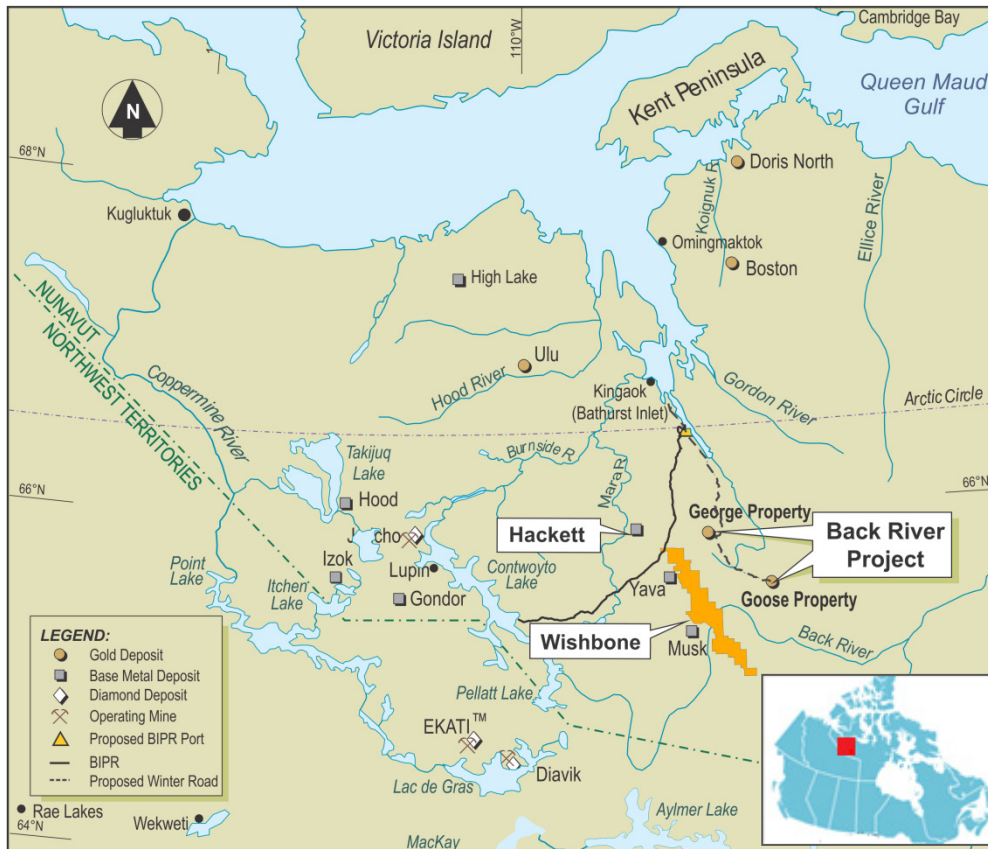 Cambridge Bay
Victoria Island
110°W
Kent Peninsula
Queen Maud
Gulf
N
68°N
Doris North
Koignuk R.
Ellice River
Kugluktuk
Omingmaktok
Boston
High Lake
NUNAVUT
NORTHWEST TERRITORIES
Coppermine River
Ulu
Hood River
Kingaok
(Bathurst Inlet)
Gordon River
Arctic Circle
Takijuq
Lake
Burnside R.
Mara R.
66°N
66°N
Hood
George Property
Hackett
Back River
Project
Izok
Lupin
Contwoyto
Lake
Point
Lake
Itchen
Lake
Gondor
Yava
Goose Property
Wishbone
Musk
Back River
LEGEND:
Gold Deposit
Base Metal Deposit
Diamond Deposit
Operating Mine
Proposed BIPR Port
BIPR
Proposed Winter Road
Pellatt Lake
EKATI™
Diavik
Lac de Gras
Rae Lakes
64°N
Wekweti
Aylmer Lake
MacKay